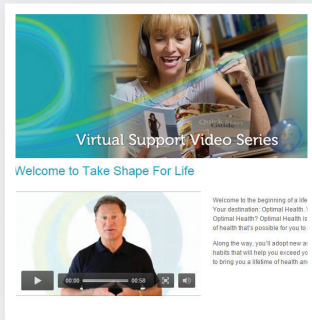 Guide
Virtual Support Video Series
Welcome to Take Shape For Life
Welcome to the beginning of a life
Your destination: Optimal Health.
Optimal Health? Optimal Health is
of health that's possible for you to
Along the way, you'll adopt new a
habits that will help you exceed yo
to bring you a lifetime of health an
00:00
00:58